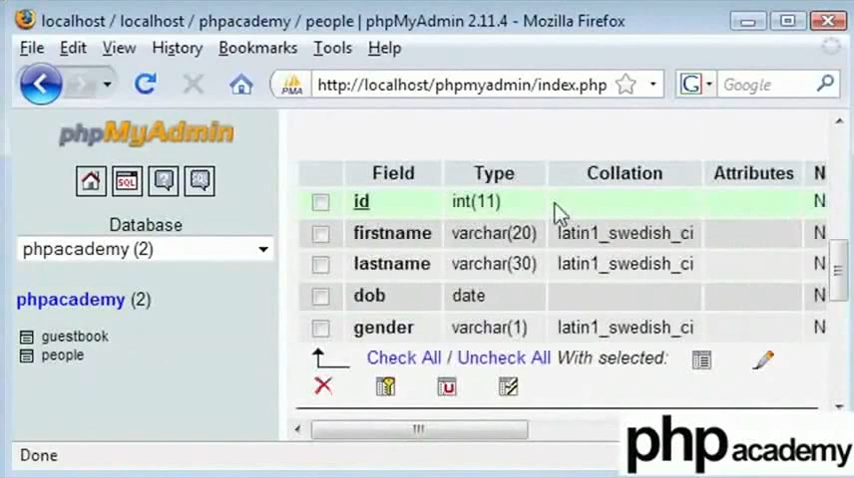 localhost / localhost / phpacademy / people | phpMyAdmin 2.11.4 - Mozilla Firefox
File Edit View History Bookmarks Tools Help
PMA http://localhost/phpmyadmin/index.php G Google
phpMyAdmin
SQL ? SQL
Database
phpacademy (2)
phpacademy (2)
guestbook
people
Field Type Collation Attributes N
id int(11) N
firstname varchar(20) latin1_swedish_ci N
lastname varchar(30) latin1_swedish_ci N
dob date N
gender varchar(1) latin1_swedish_ci N
Check All / Uncheck All With selected:
U
Done
php academy